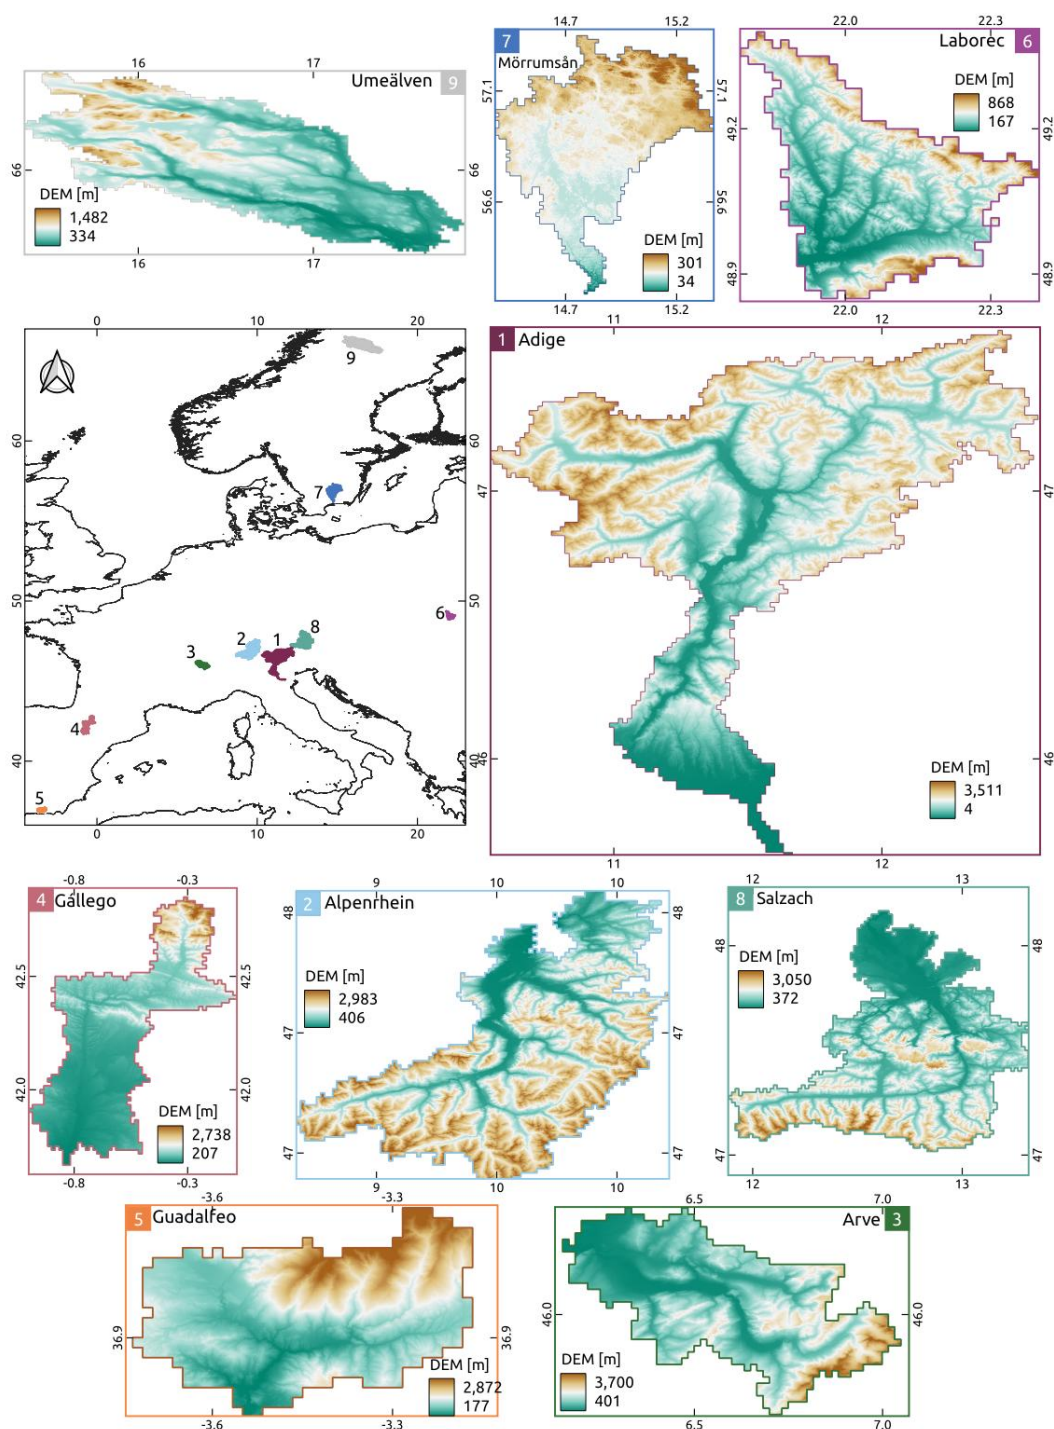 14.7 15.2 22.0 22.3
16 17
Umeälven 9
7
Mörrumsån
Laborec 6
DEM [m]
868
167
57.1 57.1
49.2 49.2
66 66
DEM [m]
1,482
334
56.6 56.6
DEM [m]
301
34
48.9 48.9
16 17
14.7 15.2 22.0 22.3
0 10 20
11 12
1 Adige
9
60 60
7
47 47
50 50
6
2 1 8
3
4
40 40
46 46
5
DEM [m]
3,511
4
0 10 20
11 12
-0.8 -0.3
4 Gállego
9 10 10
2 Alpenrhein
12 13
8 Salzach
48 48
48 48
42.5 42.5
DEM [m]
2,983
406
DEM [m]
3,050
372
47 47
42.0 42.0
DEM [m]
2,738
207
47 47
47 47
-0.8 -0.3
9 10 10
12 13
-3.6 -3.3
5 Guadalfeo
6.5 7.0
Arve 3
36.9 36.9
46.0 46.0
DEM [m]
2,872
177
DEM [m]
3,700
401
-3.6 -3.3
6.5 7.0